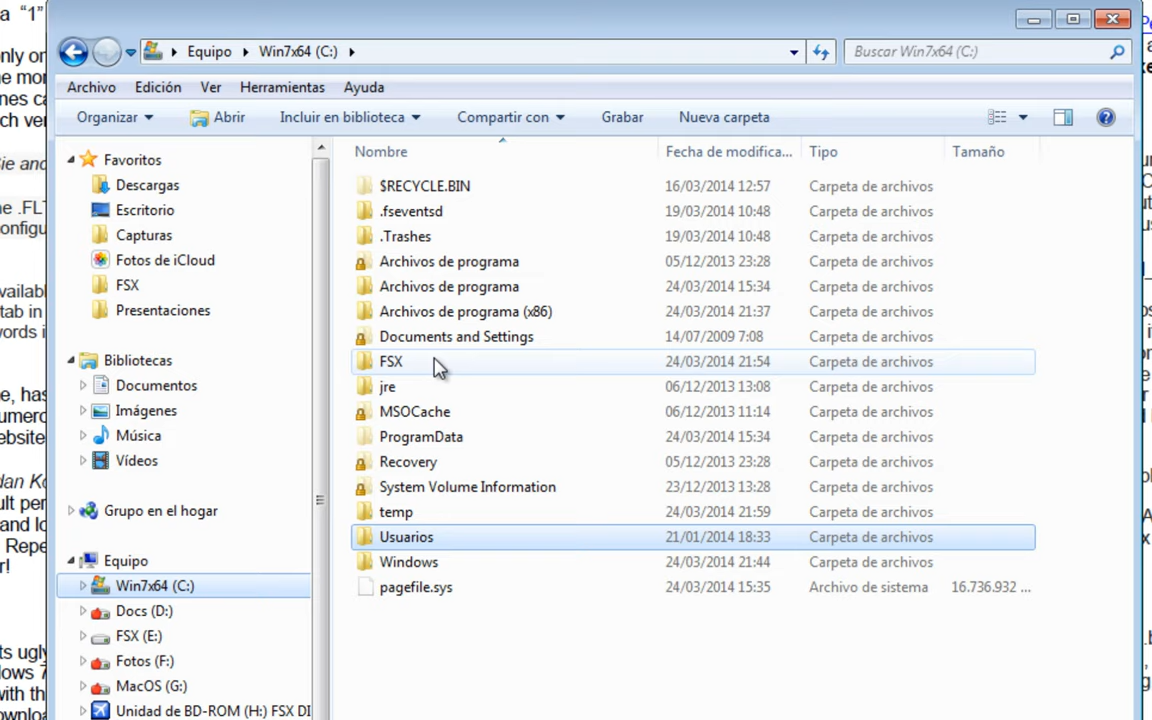 a "1"
Equipo
Win7x64 (C:)
Buscar Win7x64 (C:)
only or
Archivo
Edición
Ver
Herramientas
Ayuda
Organizar
Abrir
Incluir en biblioteca
Compartir con
Grabar
Nueva carpeta
Nombre
Fecha de modifica...
Tipo
Tamaño
Favoritos
Descargas
Escritorio
Capturas
Fotos de iCloud
FSX
Presentaciones
Bibliotecas
Documentos
Imágenes
Música
Vídeos
Grupo en el hogar
Equipo
Win7x64 (C:)
Docs (D:)
FSX (E:)
Fotos (F:)
MacOS (G:)
Unidad de BD-ROM (H:) FSX DI
$RECYCLE.BIN 16/03/2014 12:57 Carpeta de archivos
.fseventsd 19/03/2014 10:48 Carpeta de archivos
.Trashes 19/03/2014 10:48 Carpeta de archivos
Archivos de programa 05/12/2013 23:28 Carpeta de archivos
Archivos de programa 24/03/2014 15:34 Carpeta de archivos
Archivos de programa (x86) 24/03/2014 21:37 Carpeta de archivos
Documents and Settings 14/07/2009 7:08 Carpeta de archivos
FSX 24/03/2014 21:54 Carpeta de archivos
jre 06/12/2013 13:08 Carpeta de archivos
MSOCache 06/12/2013 11:14 Carpeta de archivos
ProgramData 24/03/2014 15:34 Carpeta de archivos
Recovery 05/12/2013 23:28 Carpeta de archivos
System Volume Information 23/12/2013 13:28 Carpeta de archivos
temp 24/03/2014 21:59 Carpeta de archivos
Usuarios 21/01/2014 18:33 Carpeta de archivos
Windows 24/03/2014 21:44 Carpeta de archivos
pagefile.sys 24/03/2014 15:35 Archivo de sistema 16.736.932 ...